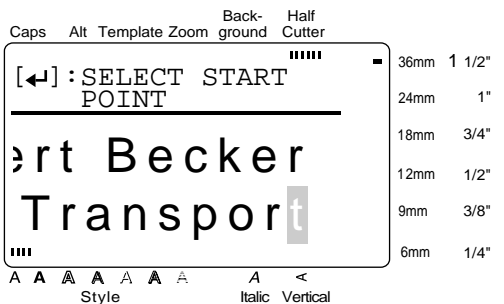 Caps Alt Template Zoom Back-ground Half Cutter
[↵]:SELECT START
POINT
ert Becker
Transport
36mm 1 1/2"
24mm 1"
18mm 3/4"
12mm 1/2"
9mm 3/8"
6mm 1/4"
A A A A A A A A A
Style Italic Vertical